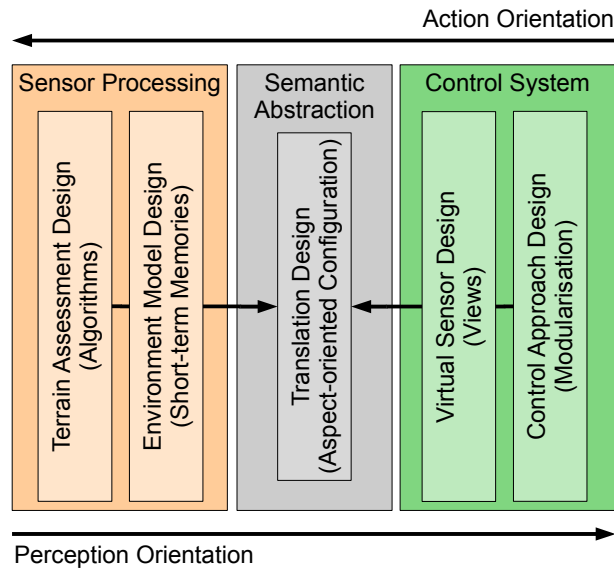 Action Orientation
Sensor Processing
Terrain Assessment Design
(Algorithms)
Environment Model Design
(Short-term Memories)
Semantic
Abstraction
Translation Design
(Aspect-oriented Configuration)
Control System
Virtual Sensor Design
(Views)
Control Approach Design
(Modularisation)
Perception Orientation